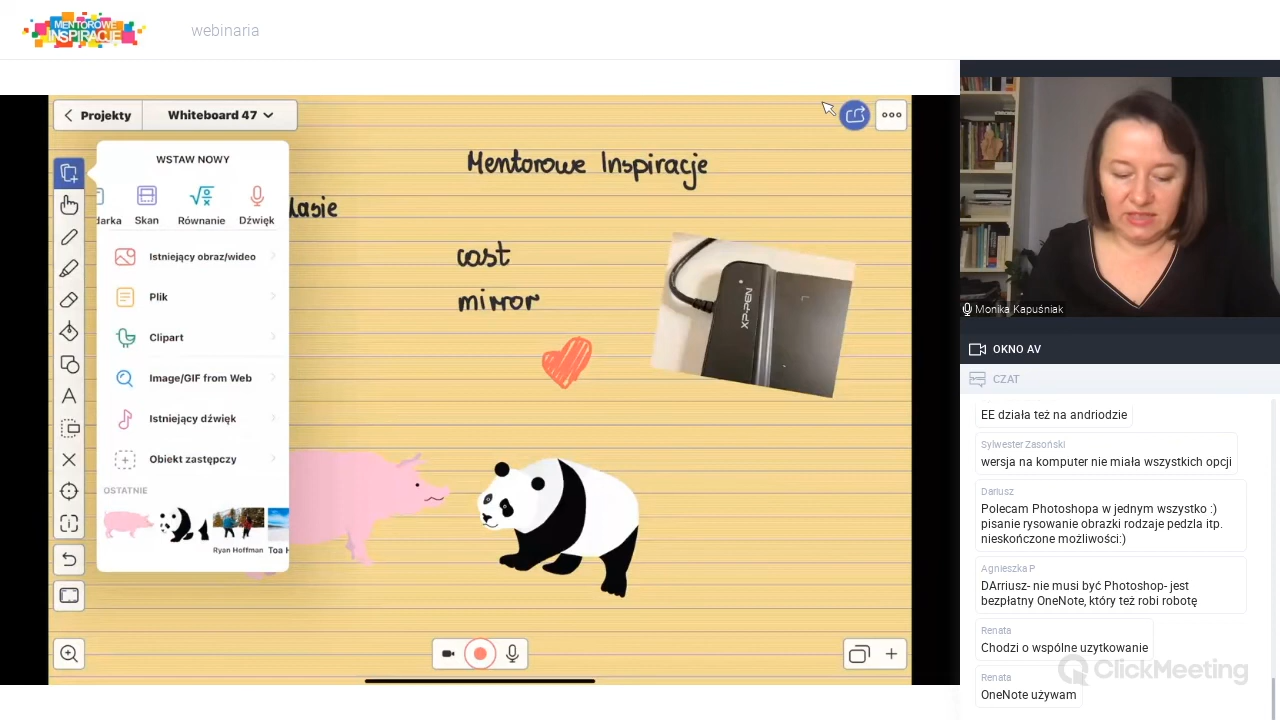 MENTOROWE
INSPIRACJE
webinaria
Projekty
Whiteboard 47
WSTAW NOWY
darka
Skan
Równanie
Dźwięk
Istniejący obraz/wideo
Plik
Clipart
Image/GIF from Web
Istniejący dźwięk
Obiekt zastępczy
OSTATNIE
Ryan Hoffman
Toa H
Mentorowe Inspiracje
lasie
cast
mirror
XP-PEN
Monika Kapuśniak
OKNO AV
CZAT
EE działa też na andriodzie
Sylwester Zasoński
wersja na komputer nie miała wszystkich opcji
Dariusz
Polecam Photoshopa w jednym wszystko :)
pisanie rysowanie obrazki rodzaje pedzla itp.
nieskończone możliwości:)
Agnieszka P
DArriusz- nie musi być Photoshop- jest
bezpłatny OneNote, który też robi robotę
Renata
Chodzi o wspólne uzytkowanie
Renata
OneNote używam
ClickMeeting